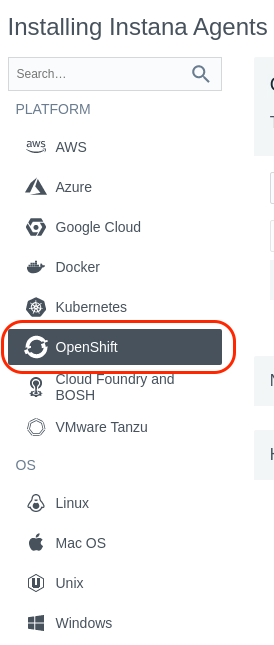 Installing Instana Agents
Search…
PLATFORM
aws AWS
Azure
Google Cloud
Docker
Kubernetes
OpenShift
Cloud Foundry and
BOSH
VMware Tanzu
OS
Linux
Mac OS
Unix
Windows